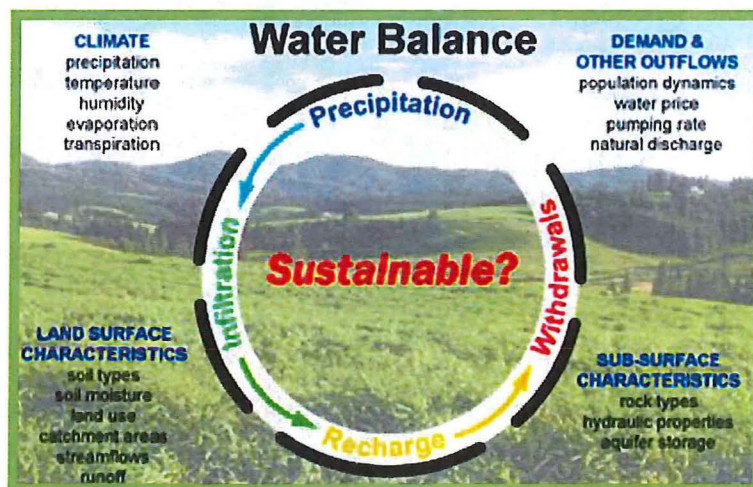 Water Balance
CLIMATE
precipitation
temperature
humidity
evaporation
transpiration
DEMAND &
OTHER OUTFLOWS
population dynamics
water price
pumping rate
natural discharge
Precipitation
Infiltration
Sustainable?
Withdrawals
Recharge
LAND SURFACE
CHARACTERISTICS
soil types
soil moisture
land use
catchment areas
streamflows
runoff
SUB-SURFACE
CHARACTERISTICS
rock types
hydraulic properties
aquifer storage